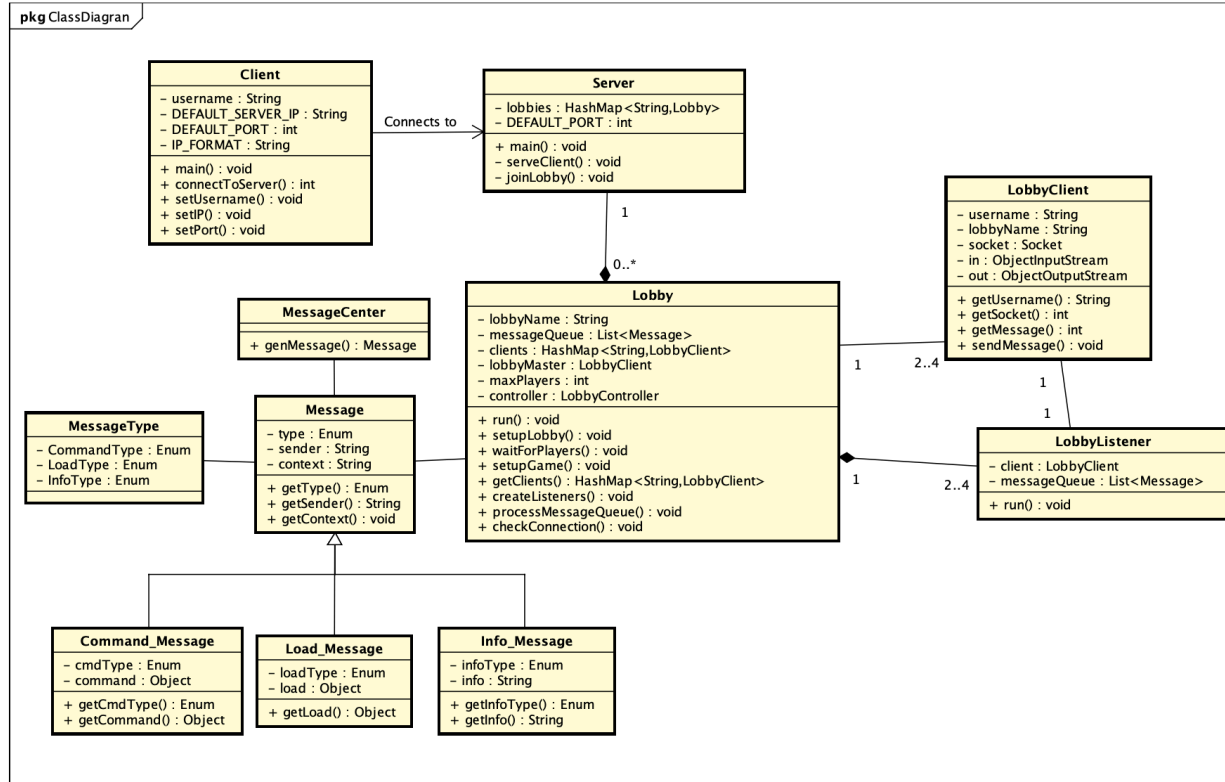 pkg ClassDiagran
Client
– username : String
– DEFAULT_SERVER_IP : String
– DEFAULT_PORT : int
– IP_FORMAT : String
+ main() : void
+ connectToServer() : int
+ setUsername() : void
+ setIP() : void
+ setPort() : void
Connects to
Server
– lobbies : HashMap<String,Lobby>
– DEFAULT_PORT : int
+ main() : void
– serveClient() : void
– joinLobby() : void
1
0..*
LobbyClient
– username : String
– lobbyName : String
– socket : Socket
– in : ObjectInputStream
– out : ObjectOutputStream
+ getUsername() : String
+ getSocket() : int
+ getMessage() : int
+ sendMessage() : void
MessageCenter
+ genMessage() : Message
Lobby
– lobbyName : String
– messageQueue : List<Message>
– clients : HashMap<String,LobbyClient>
– lobbyMaster : LobbyClient
– maxPlayers : int
– controller : LobbyController
+ run() : void
+ setupLobby() : void
+ waitForPlayers() : void
+ setupGame() : void
+ getClients() : HashMap<String,LobbyClient>
+ createListeners() : void
+ processMessageQueue() : void
+ checkConnection() : void
1
2..4
1
1
1
2..4
LobbyListener
– client : LobbyClient
– messageQueue : List<Message>
+ run() : void
MessageType
– CommandType : Enum
– LoadType : Enum
– InfoType : Enum
Message
– type : Enum
– sender : String
– context : String
+ getType() : Enum
+ getSender() : String
+ getContext() : void
Command_Message
– cmdType : Enum
– command : Object
+ getCmdType() : Enum
+ getCommand() : Object
Load_Message
– loadType : Enum
– load : Object
+ getLoad() : Object
Info_Message
– infoType : Enum
– info : String
+ getInfoType() : Enum
+ getInfo() : String